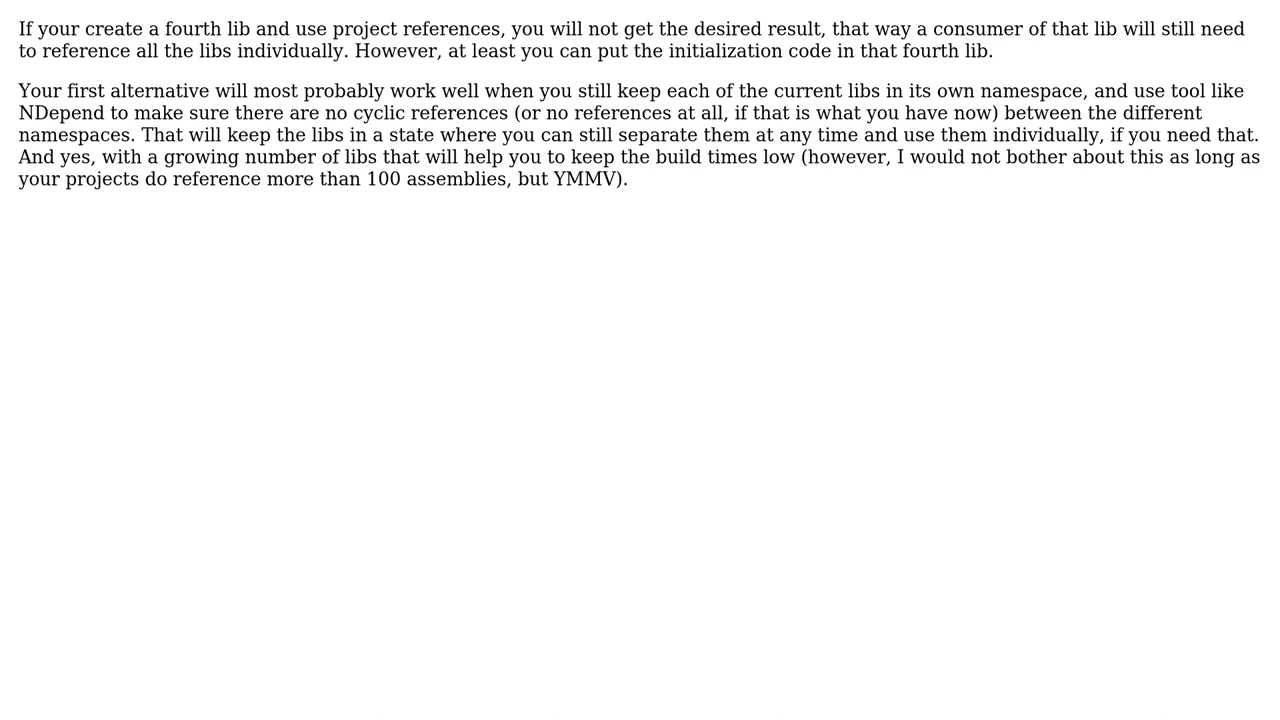 If your create a fourth lib and use project references, you will not get the desired result, that way a consumer of that lib will still need
to reference all the libs individually. However, at least you can put the initialization code in that fourth lib.
Your first alternative will most probably work well when you still keep each of the current libs in its own namespace, and use tool like
NDepend to make sure there are no cyclic references (or no references at all, if that is what you have now) between the different
namespaces. That will keep the libs in a state where you can still separate them at any time and use them individually, if you need that.
And yes, with a growing number of libs that will help you to keep the build times low (however, I would not bother about this as long as
your projects do reference more than 100 assemblies, but YMMV).